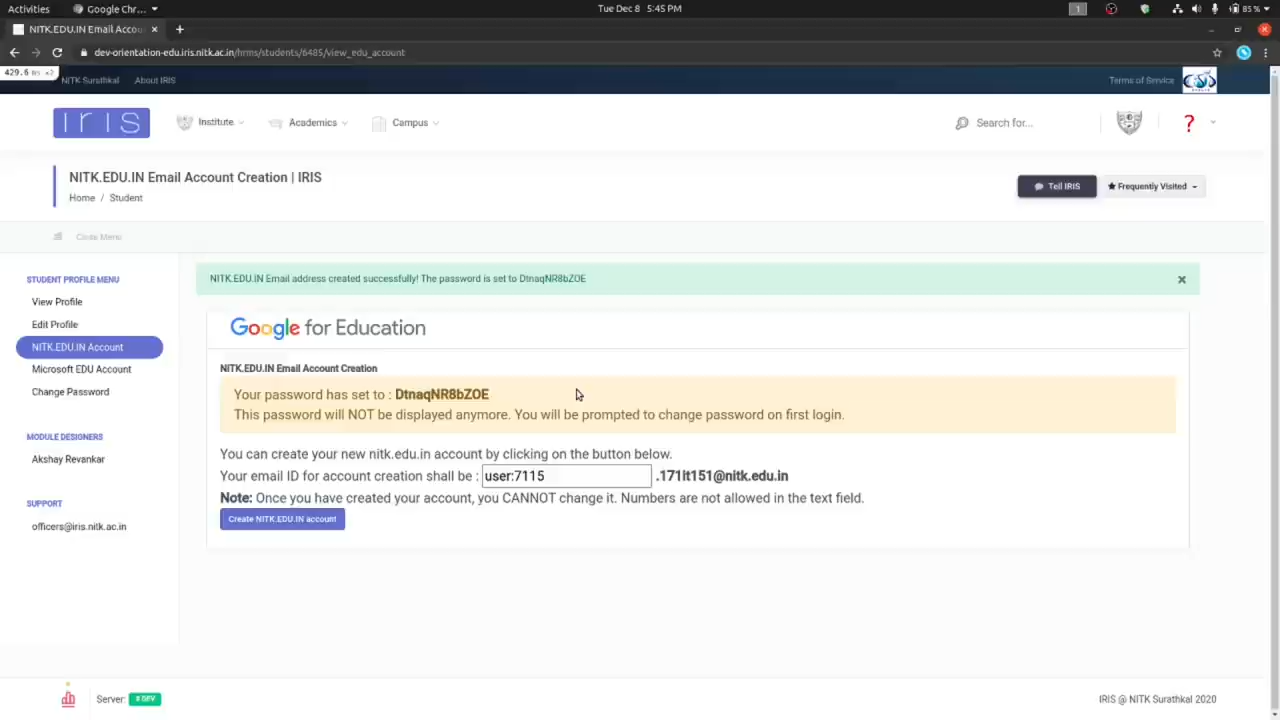 Activities
Google Chr...
Tue Dec 8 5:45 PM
1
85 %
NITK.EDU.IN Email Accou
dev-orientation-edu.iris.nitk.ac.in/hrms/students/6485/view_edu_account
429.6 ms x2
NITK Surathkal
About IRIS
Terms of Service
IRIS
Institute
Academics
Campus
Search for...
?
NITK.EDU.IN Email Account Creation | IRIS
Home / Student
Tell IRIS
Frequently Visited
Close Menu
STUDENT PROFILE MENU
View Profile
Edit Profile
NITK.EDU.IN Account
Microsoft EDU Account
Change Password
MODULE DESIGNERS
Akshay Revankar
SUPPORT
officers@iris.nitk.ac.in
NITK.EDU.IN Email address created successfully! The password is set to DtnaqNR8bZOE
Google for Education
NITK.EDU.IN Email Account Creation
Your password has set to : DtnaqNR8bZOE
This password will NOT be displayed anymore. You will be prompted to change password on first login.
You can create your new nitk.edu.in account by clicking on the button below.
Your email ID for account creation shall be : user:7115 .171it151@nitk.edu.in
Note: Once you have created your account, you CANNOT change it. Numbers are not allowed in the text field.
Create NITK.EDU.IN account
Server: # DEV
IRIS @ NITK Surathkal 2020